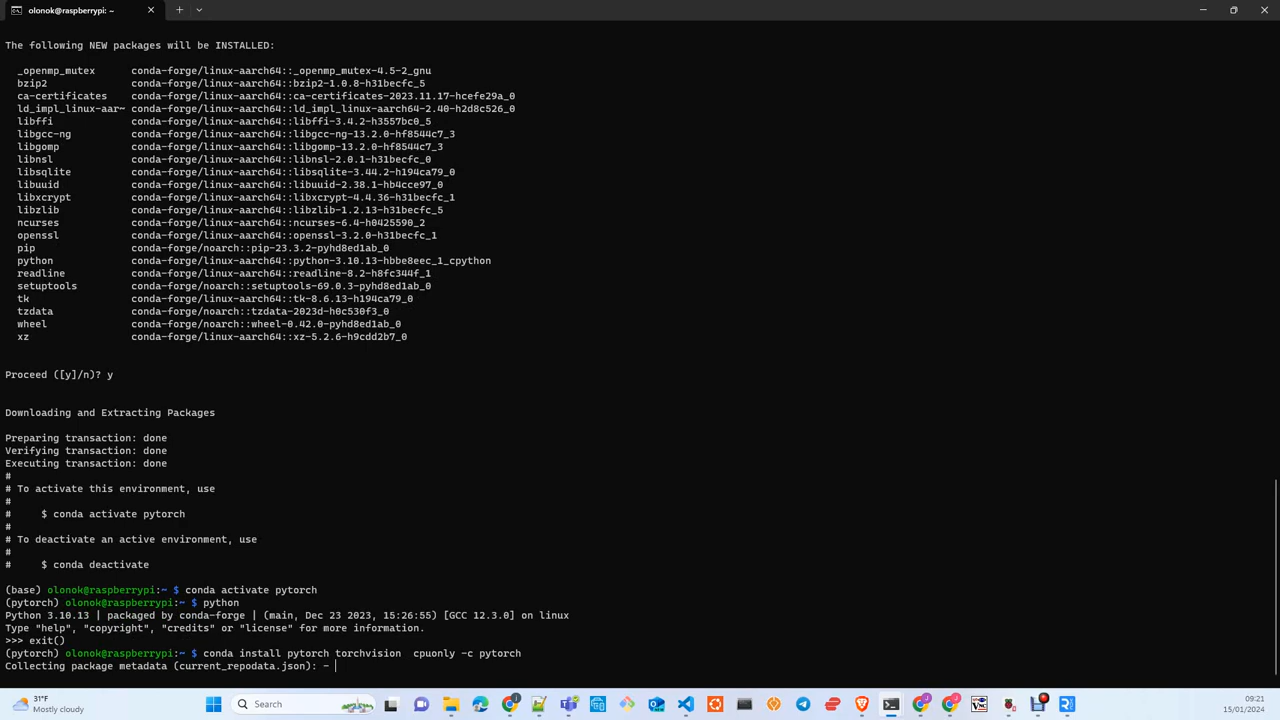 olonok@raspberrypi: ~
The following NEW packages will be INSTALLED:
_openmp_mutex conda-forge/linux-aarch64::_openmp_mutex-4.5-2_gnu
bzip2 conda-forge/linux-aarch64::bzip2-1.0.8-h31becfc_5
ca-certificates conda-forge/linux-aarch64::ca-certificates-2023.11.17-hcefe29a_0
ld_impl_linux-aar~ conda-forge/linux-aarch64::ld_impl_linux-aarch64-2.40-h2d8c526_0
libffi conda-forge/linux-aarch64::libffi-3.4.2-h3557bc0_5
libgcc-ng conda-forge/linux-aarch64::libgcc-ng-13.2.0-hf8544c7_3
libgomp conda-forge/linux-aarch64::libgomp-13.2.0-hf8544c7_3
libnsl conda-forge/linux-aarch64::libnsl-2.0.1-h31becfc_0
libsqlite conda-forge/linux-aarch64::libsqlite-3.44.2-h194ca79_0
libuuid conda-forge/linux-aarch64::libuuid-2.38.1-hb4cce97_0
libxcrypt conda-forge/linux-aarch64::libxcrypt-4.4.36-h31becfc_1
libzlib conda-forge/linux-aarch64::libzlib-1.2.13-h31becfc_5
ncurses conda-forge/linux-aarch64::ncurses-6.4-h0425590_2
openssl conda-forge/linux-aarch64::openssl-3.2.0-h31becfc_1
pip conda-forge/noarch::pip-23.3.2-pyhd8ed1ab_0
python conda-forge/linux-aarch64::python-3.10.13-hbbe8eec_1_cpython
readline conda-forge/linux-aarch64::readline-8.2-h8fc344f_1
setuptools conda-forge/noarch::setuptools-69.0.3-pyhd8ed1ab_0
tk conda-forge/linux-aarch64::tk-8.6.13-h194ca79_0
tzdata conda-forge/noarch::tzdata-2023d-h0c530f3_0
wheel conda-forge/noarch::wheel-0.42.0-pyhd8ed1ab_0
xz conda-forge/linux-aarch64::xz-5.2.6-h9cdd2b7_0
Proceed ([y]/n)? y
Downloading and Extracting Packages
Preparing transaction: done
Verifying transaction: done
Executing transaction: done
#
# To activate this environment, use
#
# $ conda activate pytorch
#
# To deactivate an active environment, use
#
# $ conda deactivate
(base) olonok@raspberrypi:~ $ conda activate pytorch
(pytorch) olonok@raspberrypi:~ $ python
Python 3.10.13 | packaged by conda-forge | (main, Dec 23 2023, 15:26:55) [GCC 12.3.0] on linux
Type "help", "copyright", "credits" or "license" for more information.
>>> exit()
(pytorch) olonok@raspberrypi:~ $ conda install pytorch torchvision  cpuonly -c pytorch
Collecting package metadata (current_repodata.json): -
31°F
Mostly cloudy
Search
09:21
15/01/2024